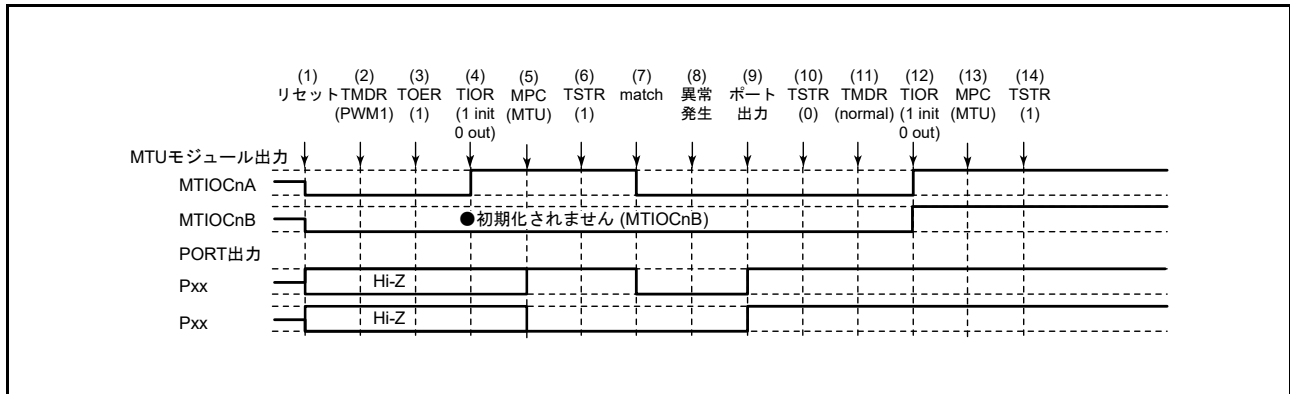 (1) (2) (3) (4) (5) (6) (7) (8) (9) (10) (11) (12) (13) (14)
リセット TMDR TOER TIOR MPC TSTR match 異常 ポート TSTR TMDR TIOR MPC TSTR
(PWM1) (1) (1 init (MTU) (1) 発生 出力 (0) (normal) (1 init (MTU) (1)
0 out) 0 out)
MTUモジュール出力
MTIOCnA
MTIOCnB ●初期化されません (MTIOCnB)
PORT出力
Pxx Hi-Z
Pxx Hi-Z